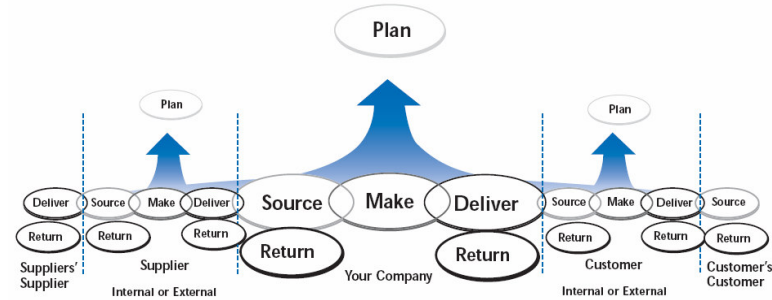 Plan
Plan
Plan
Deliver Source Make Deliver Source Make Deliver Source Make Deliver Source
Return Return Return Return Return Return Return Return
Suppliers' Supplier
Supplier
Internal or External
Your Company
Customer
Internal or External
Customer's Customer